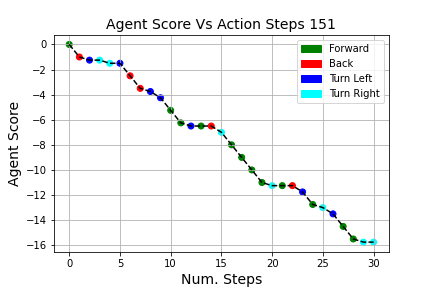 Agent Score Vs Action Steps 151
Forward
Back
Turn Left
Turn Right
0
−2
−4
−6
−8
−10
−12
−14
−16
Agent Score
0 5 10 15 20 25 30
Num. Steps